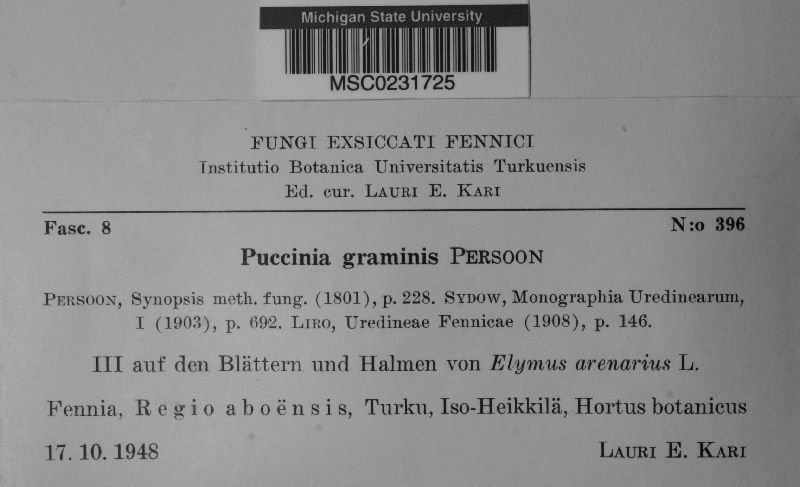 Michigan State University
MSC0231725
FUNGI EXSICCATI FENNICI
Institutio Botanica Universitatis Turkuensis
Ed. cur. LAURI E. KARI
Fasc. 8 N:o 396
Puccinia graminis PERSOON
PERSOON, Synopsis meth. fung. (1801), p. 228. SYDOW, Monographia Uredinearum,
I (1903), p. 692. LIRO, Uredineae Fennicae (1908), p. 146.
III auf den Blättern und Halmen von Elymus arenarius L.
Fennia, Regio aboënsis, Turku, Iso-Heikkilä, Hortus botanicus
17. 10. 1948 LAURI E. KARI